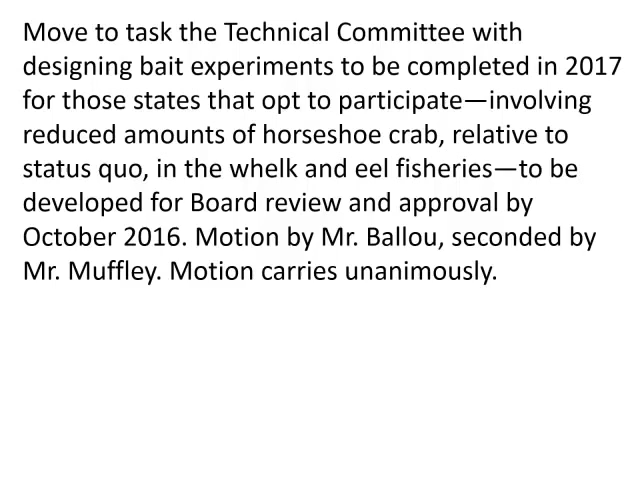 Move to task the Technical Committee with
designing bait experiments to be completed in 2017
for those states that opt to participate—involving
reduced amounts of horseshoe crab, relative to
status quo, in the whelk and eel fisheries—to be
developed for Board review and approval by
October 2016. Motion by Mr. Ballou, seconded by
Mr. Muffley. Motion carries unanimously.